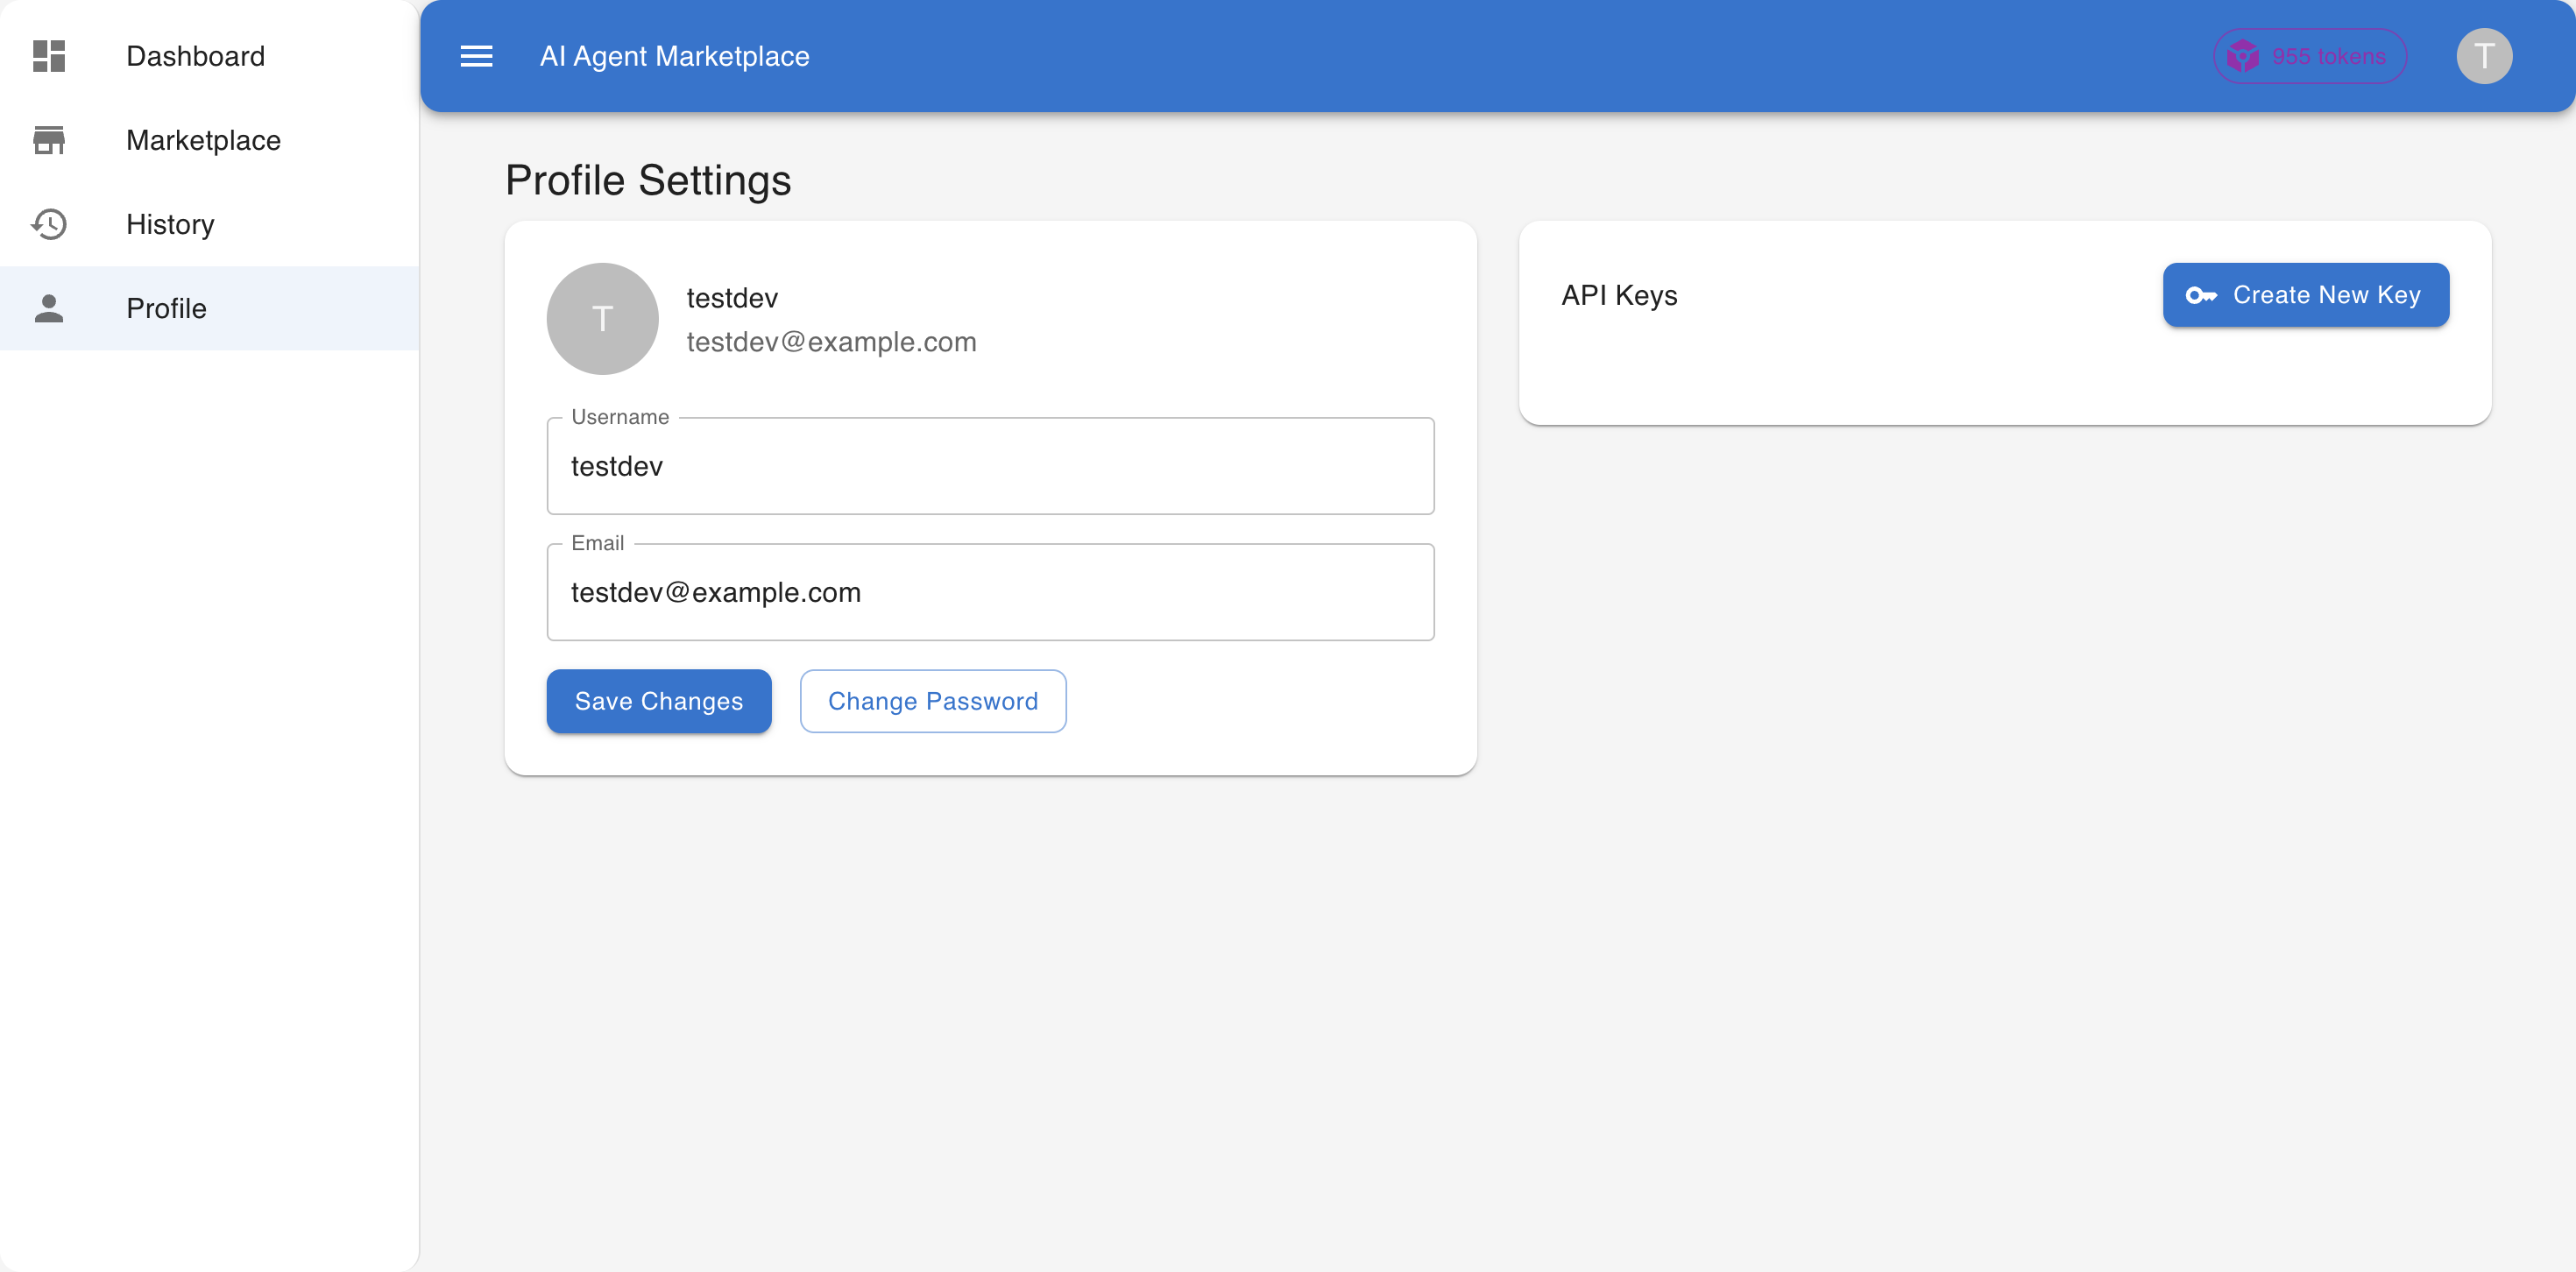 Dashboard
Marketplace
History
Profile
AI Agent Marketplace
955 tokens
T
Profile Settings
T
testdev
testdev@example.com
Username
testdev
Email
testdev@example.com
Save Changes
Change Password
API Keys
Create New Key